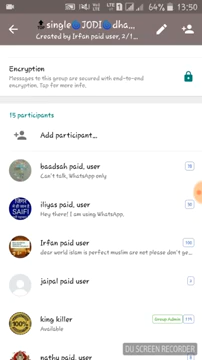 64% 13:50
single🔵JODI🔵dha...
Created by Irfan paid user, 2/1...
Encryption
Messages to this group are secured with end-to-end
encryption. Tap for more info.
15 participants
Add participant...
baadsah paid, user
Can't talk, WhatsApp only
iliyas paid, user
Hey there! I am using WhatsApp.
SAIFI
Irfan paid user
dear world islam is perfect muslim are not please don't ge...
jaipal paid user
king killer
Group Admin
Available
100%
nathu paid, user
DU SCREEN RECORDER